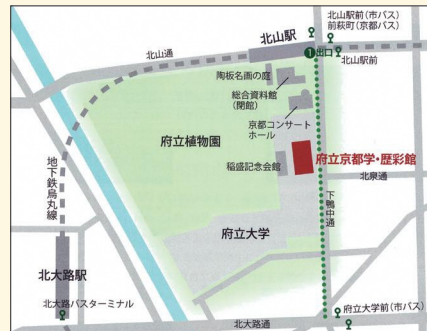 北山駅前(市バス)
前萩町(京都バス)
北山駅
北山通
1出口
北山駅前
陶板名画の庭
総合資料館
(閉館)
京都コンサート
ホール
府立植物園
府立京都学・歴彩館
稲盛記念会館
地下鉄烏丸線
北泉通
下鴨中通
府立大学
北大路駅
北大路バスターミナル
府立大学前(市バス)
北大路通